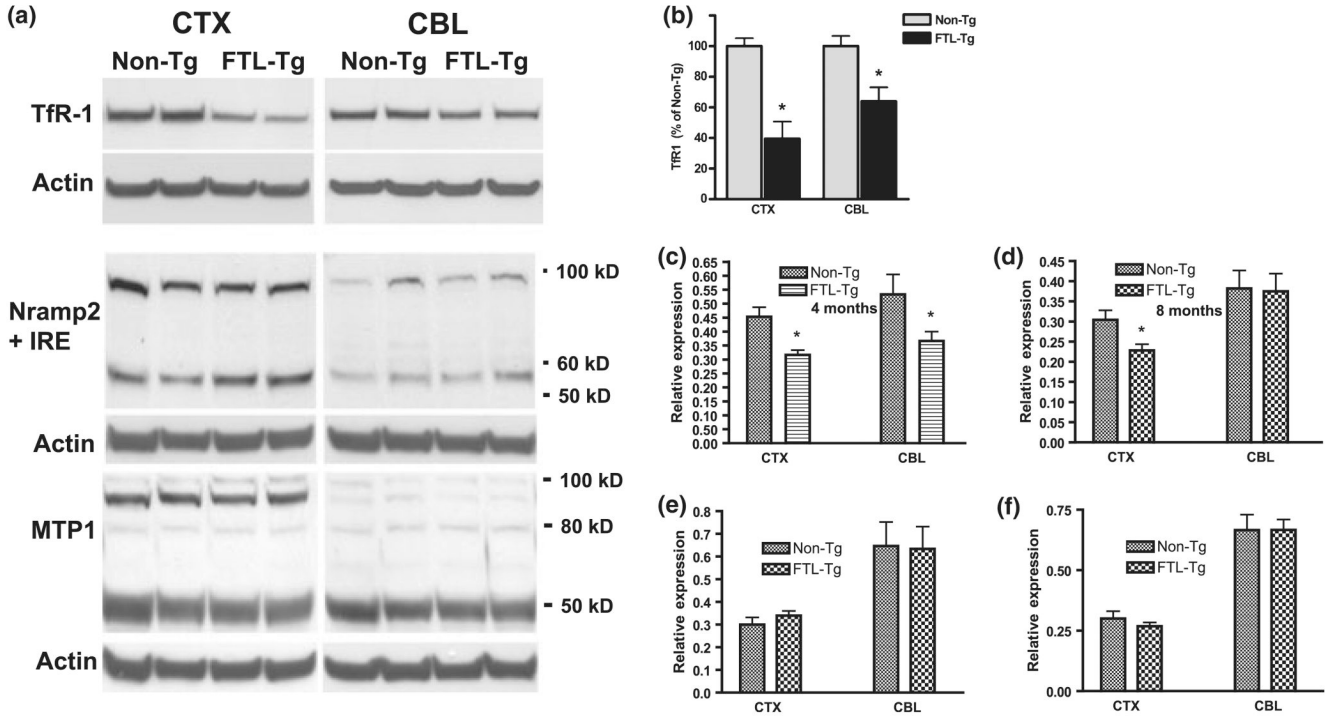 (a)
CTX CBL
Non-Tg FTL-Tg Non-Tg FTL-Tg
TfR-1
Actin
Nramp2
+ IRE
100 kD
60 kD
50 kD
Actin
MTP1
100 kD
80 kD
50 kD
Actin
(b)
TfR1 (% of Non-Tg)
100
80
60
40
20
0
Non-Tg
FTL-Tg
* *
CTX CBL
(c)
Relative expression
0.65
0.60
0.55
0.50
0.45
0.40
0.35
0.30
0.25
0.20
0.15
0.10
0.05
0.00
Non-Tg
FTL-Tg
4 months
* *
CTX CBL
(d)
Relative expression
0.45
0.40
0.35
0.30
0.25
0.20
0.15
0.10
0.05
0.00
Non-Tg
FTL-Tg
8 months
*
CTX CBL
(e)
Relative expression
0.8
0.7
0.6
0.5
0.4
0.3
0.2
0.1
0.0
Non-Tg
FTL-Tg
CTX CBL
(f)
Relative expression
0.75
0.50
0.25
0.00
Non-Tg
FTL-Tg
CTX CBL